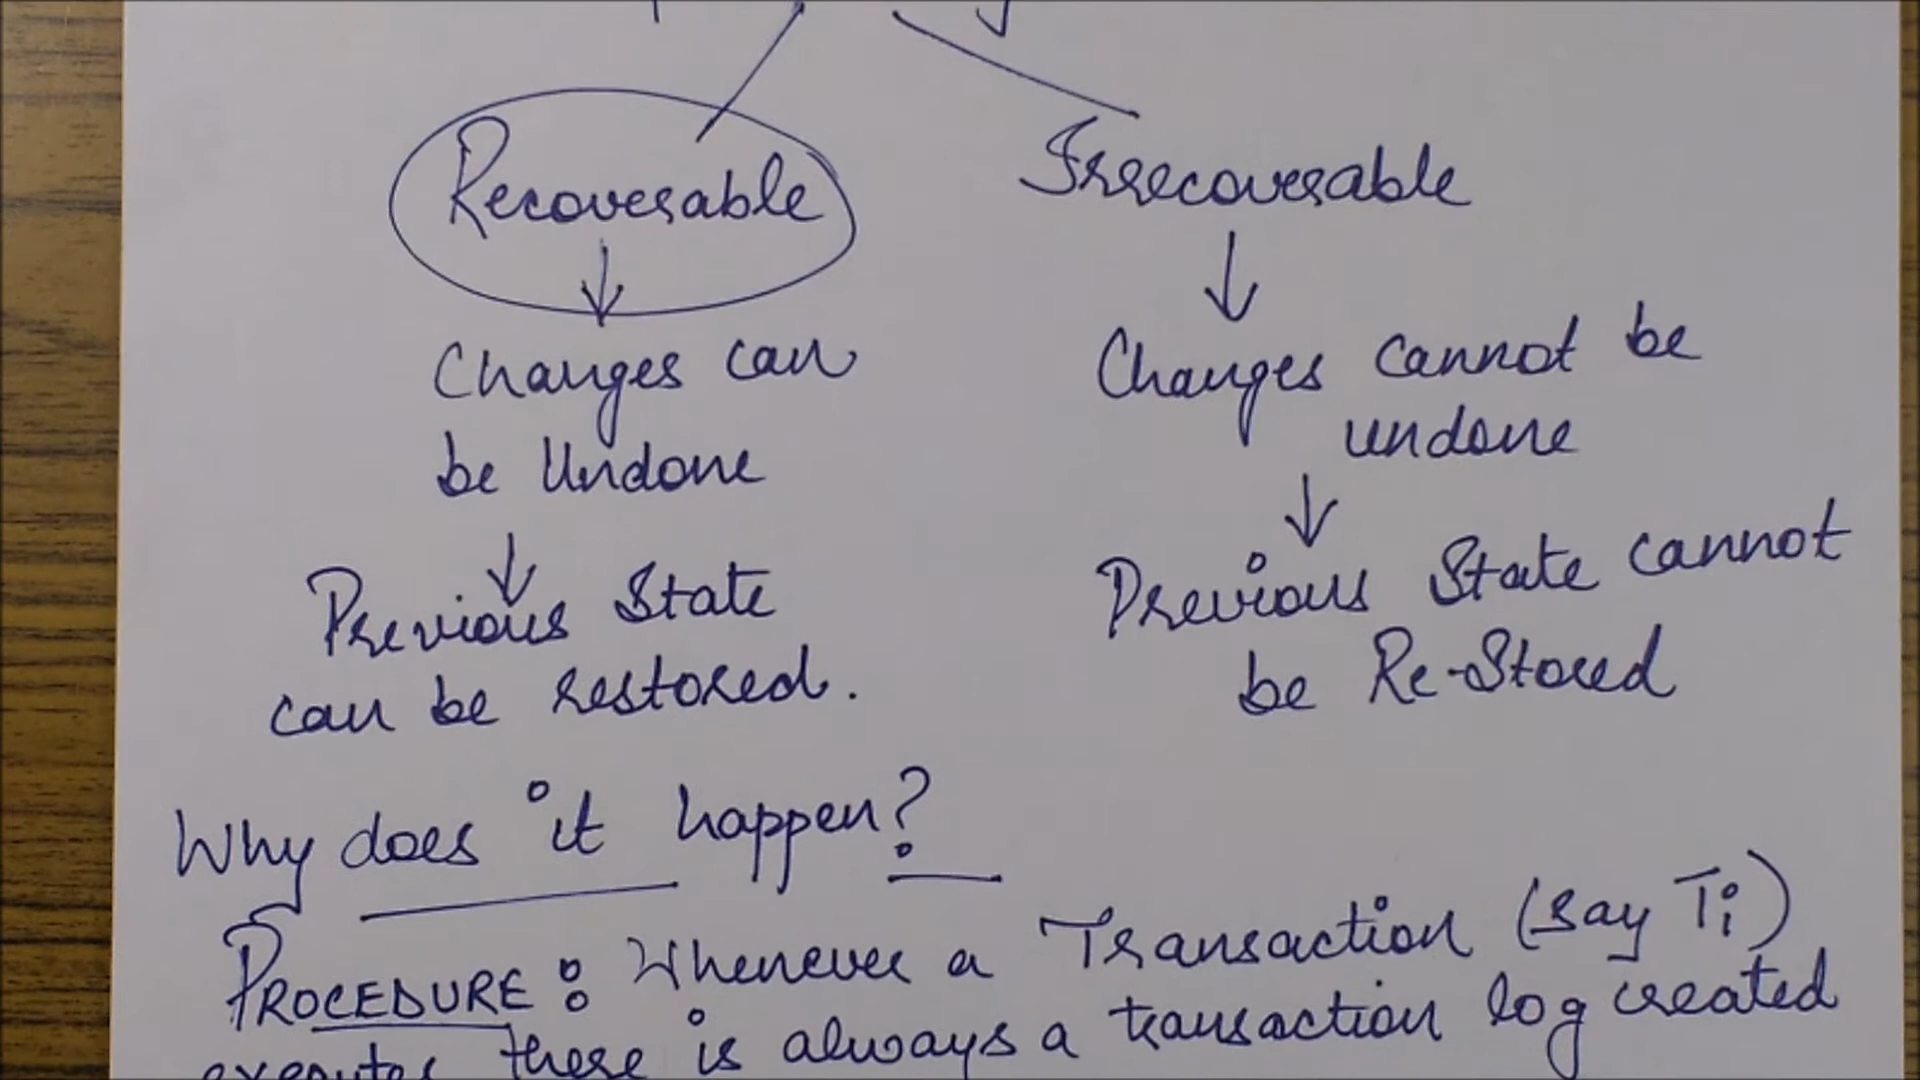 Recoverable
Irrecoverable
Changes can
be Undone
Changes cannot be
undone
Previous State
can be restored.
Previous State cannot
be Re-Stored
Why does it happen?
PROCEDURE : Whenever a Transaction (say Ti)
executes there is always a transaction log created